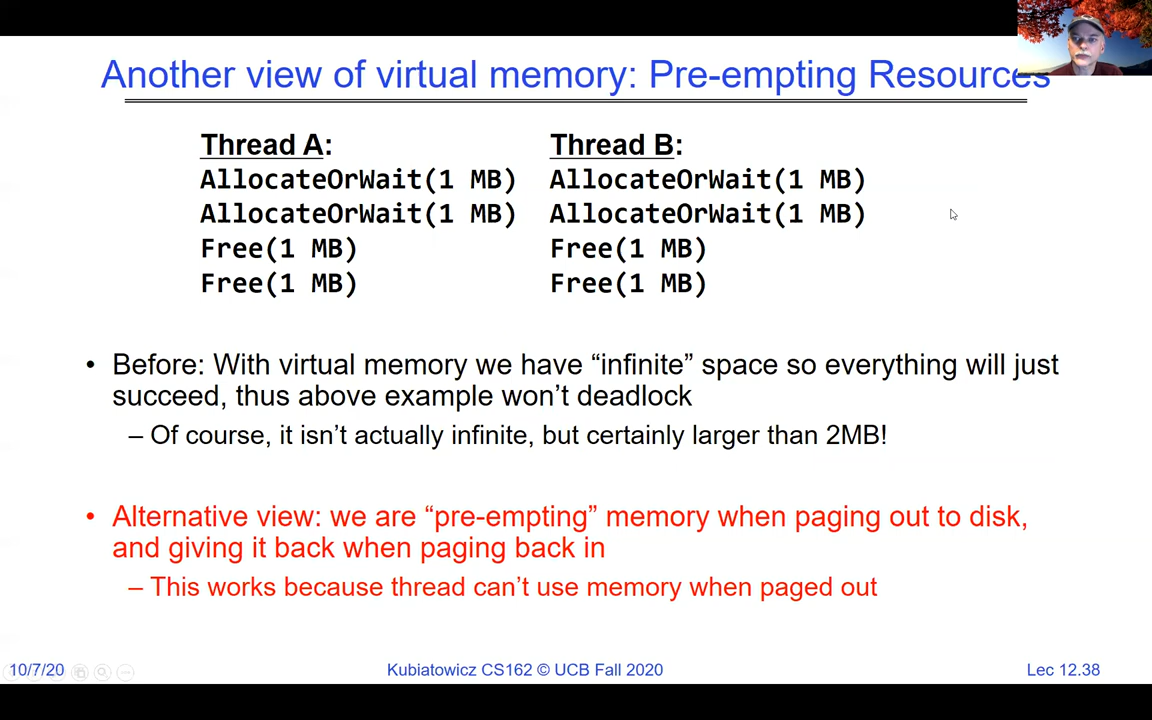 Another view of virtual memory: Pre-empting Resources
Thread A: Thread B:
AllocateOrWait(1 MB) AllocateOrWait(1 MB)
AllocateOrWait(1 MB) AllocateOrWait(1 MB)
Free(1 MB) Free(1 MB)
Free(1 MB) Free(1 MB)
• Before: With virtual memory we have “infinite” space so everything will just
succeed, thus above example won’t deadlock
– Of course, it isn’t actually infinite, but certainly larger than 2MB!
• Alternative view: we are “pre-empting” memory when paging out to disk,
and giving it back when paging back in
– This works because thread can’t use memory when paged out
10/7/20 Kubiatowicz CS162 © UCB Fall 2020 Lec 12.38